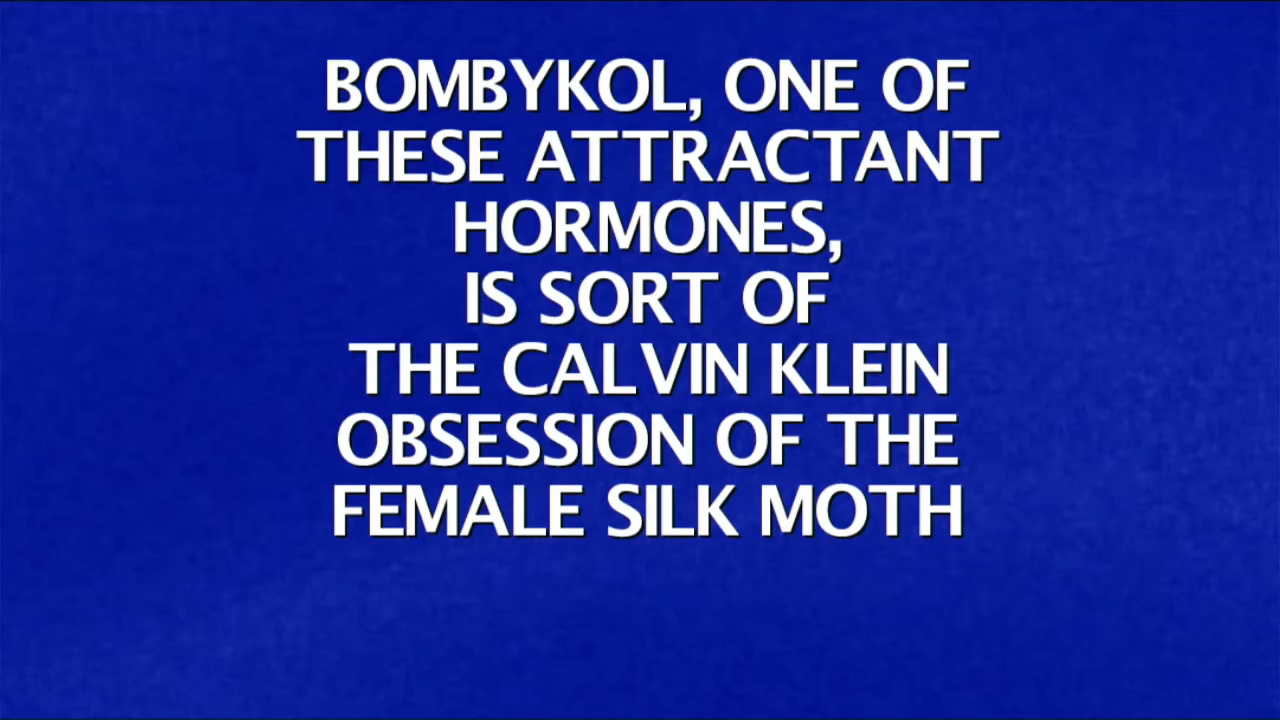 BOMBYKOL, ONE OF
THESE ATTRACTANT
HORMONES,
IS SORT OF
THE CALVIN KLEIN
OBSESSION OF THE
FEMALE SILK MOTH